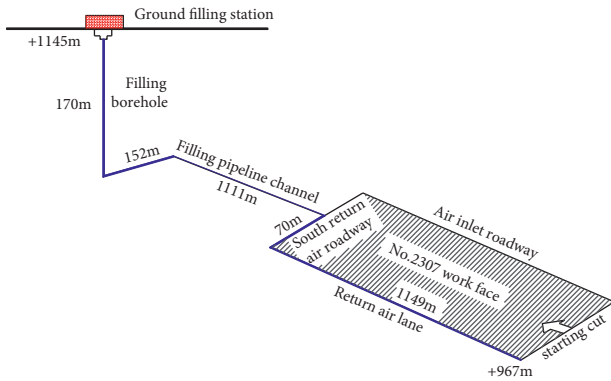 Ground filling station
+1145m
Filling
borehole
170m
152m
Filling pipeline channel
1111m
70m
South return
air roadway
Air inlet roadway
No.2307 work face
1149m
Return air lane
starting cut
+967m